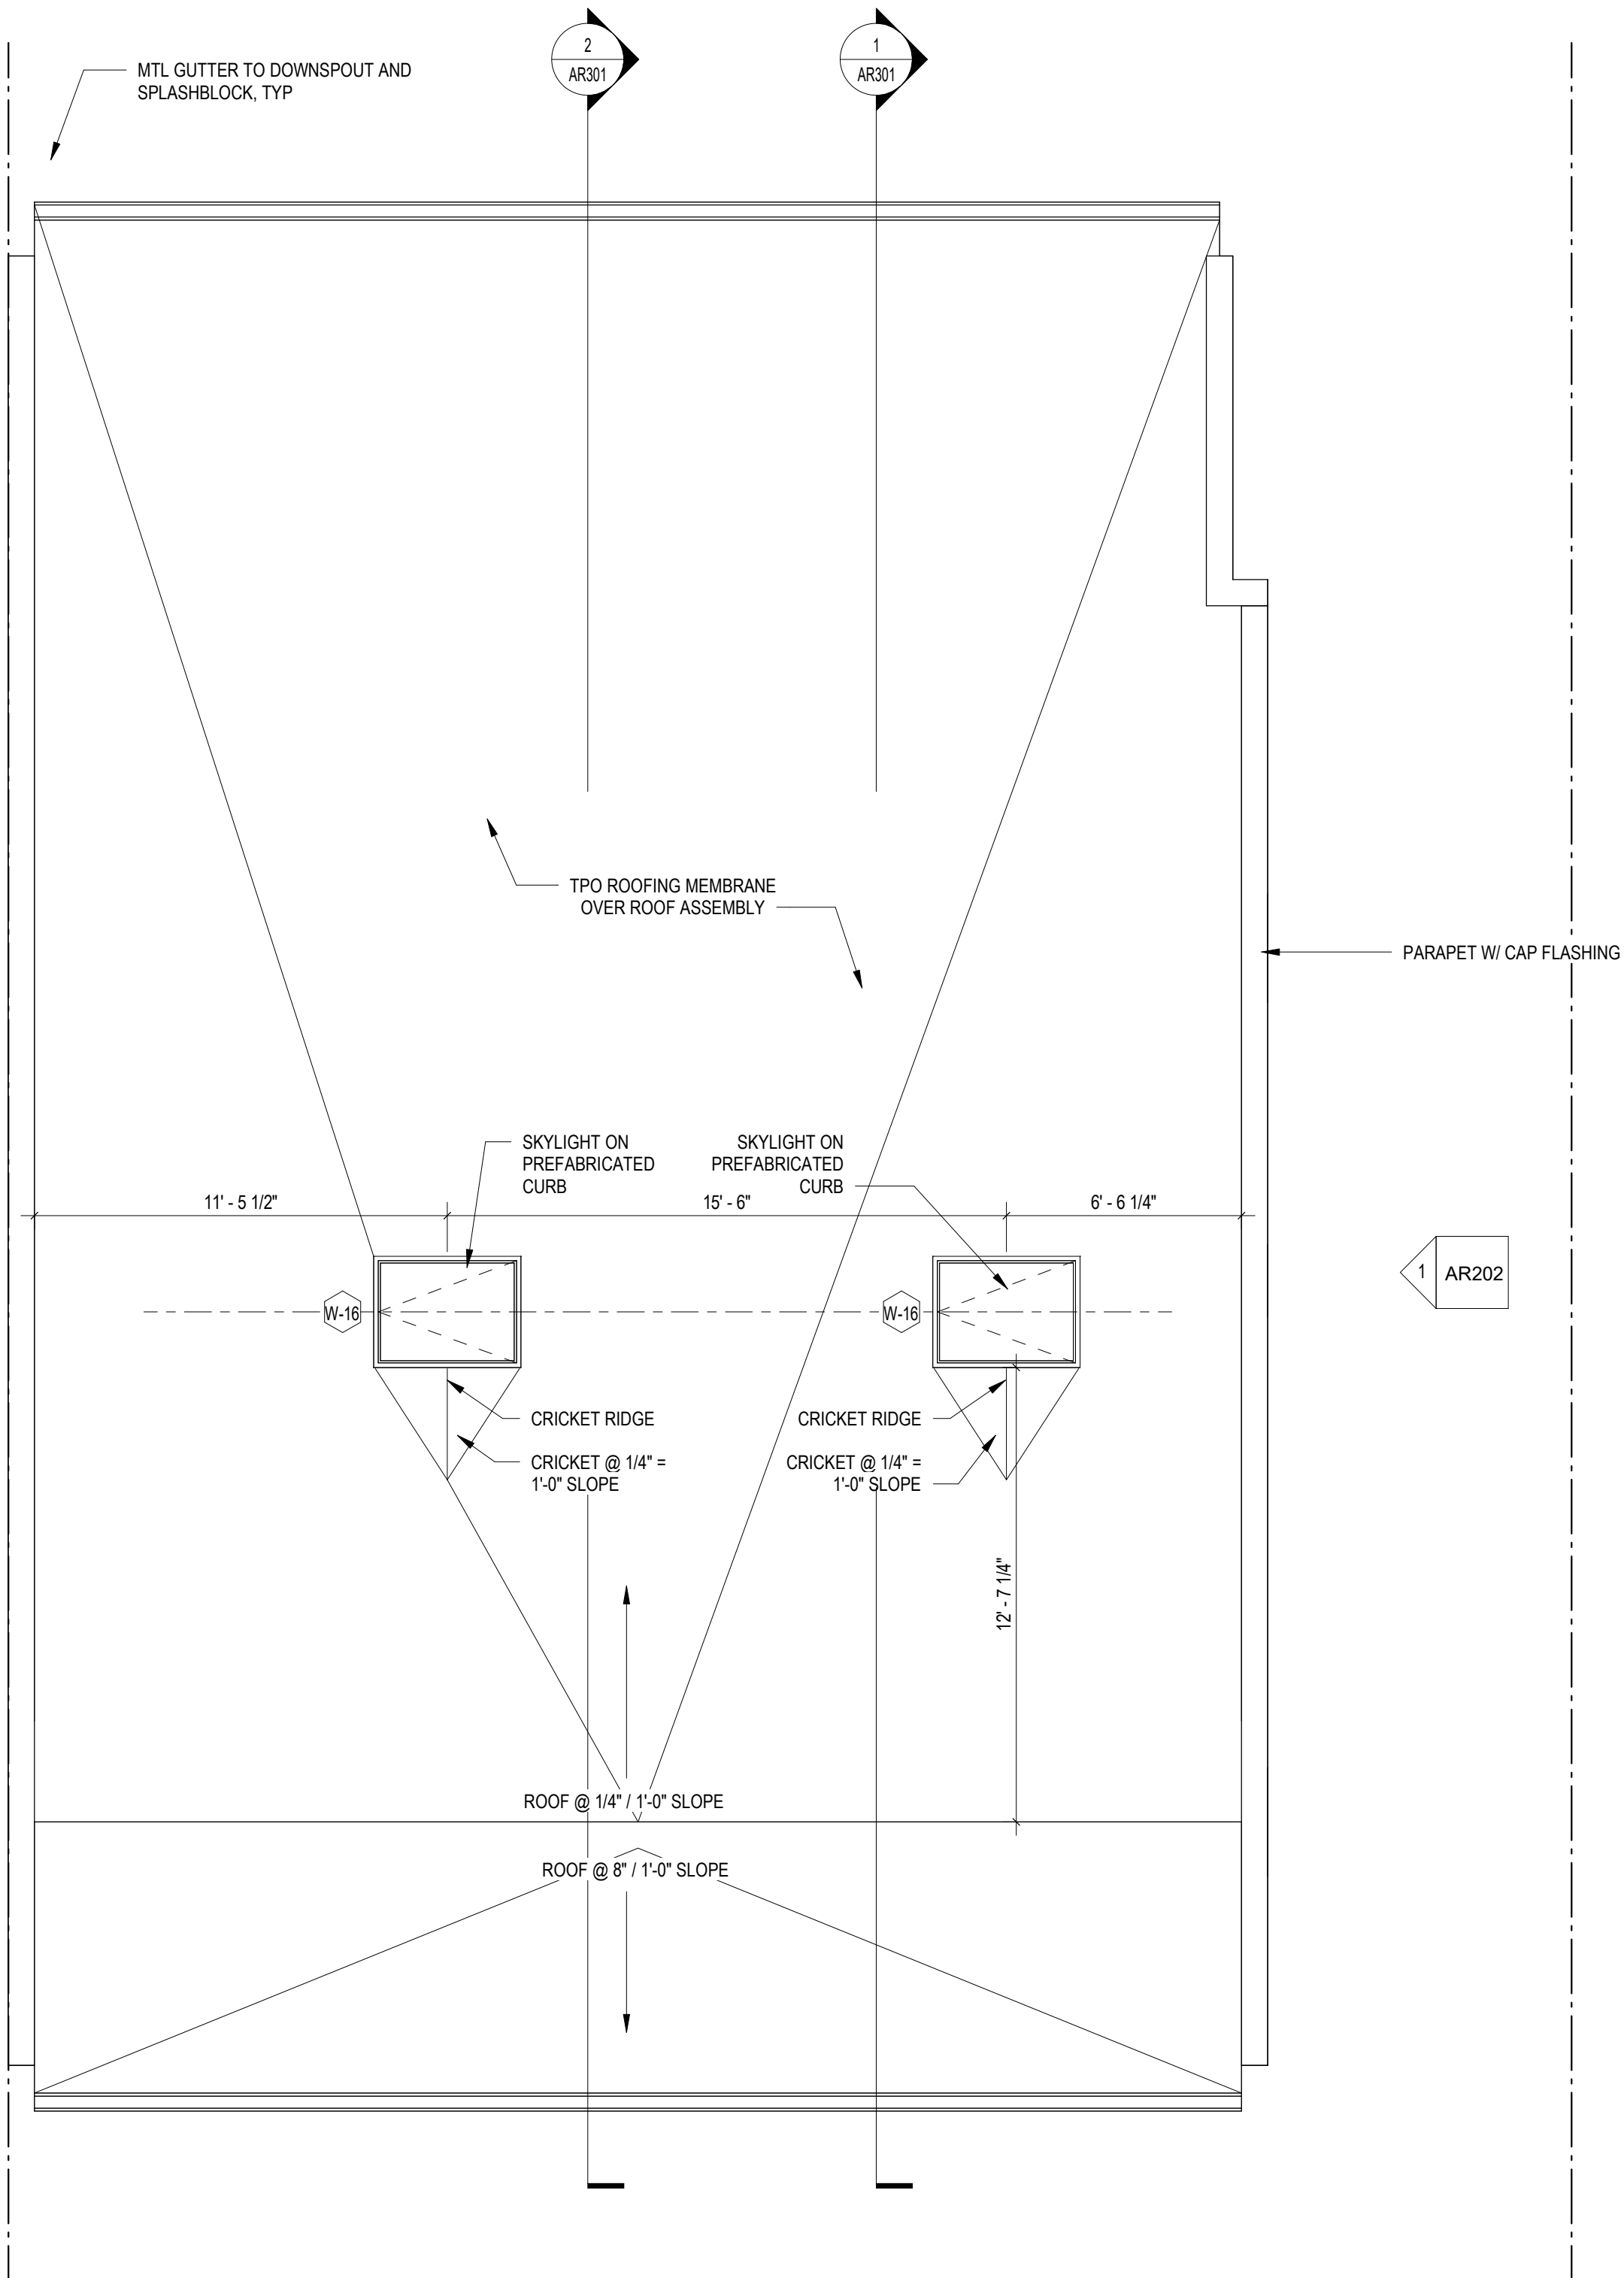 2
AR301
1
AR301
MTL GUTTER TO DOWNSPOUT AND
SPLASHBLOCK, TYP
TPO ROOFING MEMBRANE
OVER ROOF ASSEMBLY
PARAPET W/ CAP FLASHING
SKYLIGHT ON
PREFABRICATED
CURB
SKYLIGHT ON
PREFABRICATED
CURB
11' - 5 1/2"
15' - 6"
6' - 6 1/4"
1
AR202
W-16
W-16
CRICKET RIDGE
CRICKET RIDGE
CRICKET @ 1/4" =
1'-0" SLOPE
CRICKET @ 1/4" =
1'-0" SLOPE
12' - 7 1/4"
ROOF @ 1/4" / 1'-0" SLOPE
ROOF @ 8" / 1'-0" SLOPE